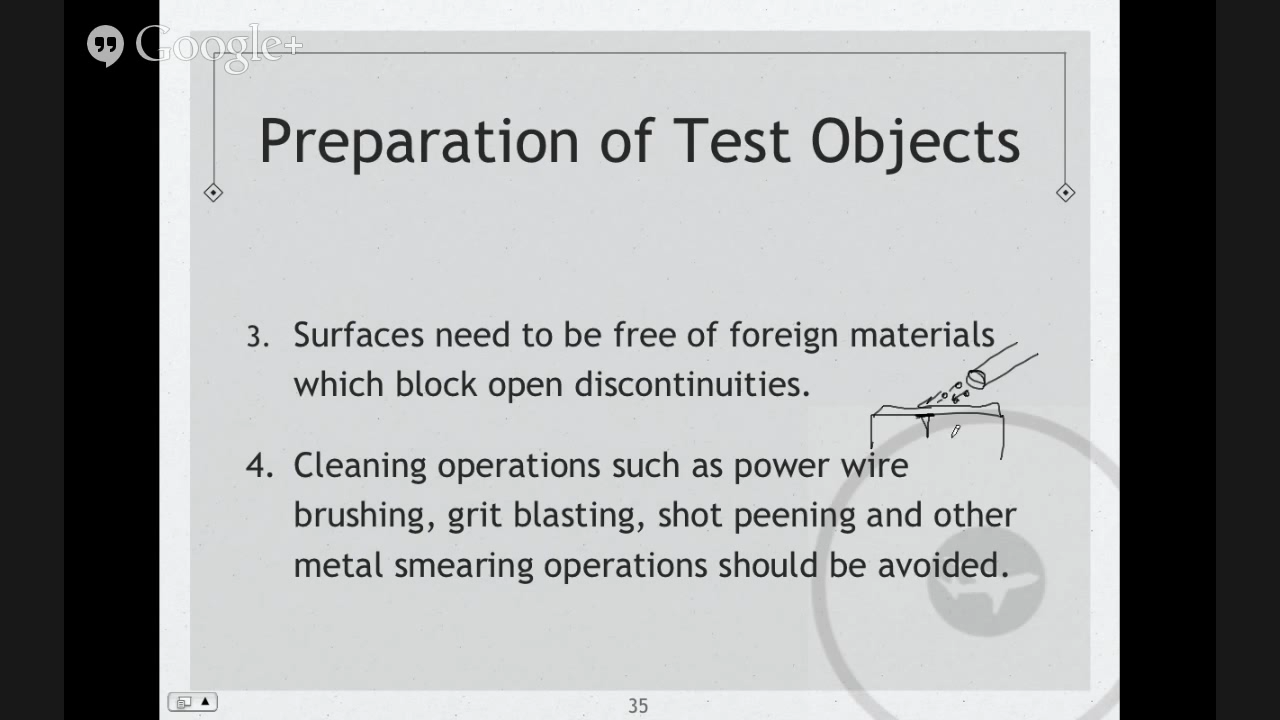 Google+
Preparation of Test Objects
3. Surfaces need to be free of foreign materials
which block open discontinuities.
4. Cleaning operations such as power wire
brushing, grit blasting, shot peening and other
metal smearing operations should be avoided.
35